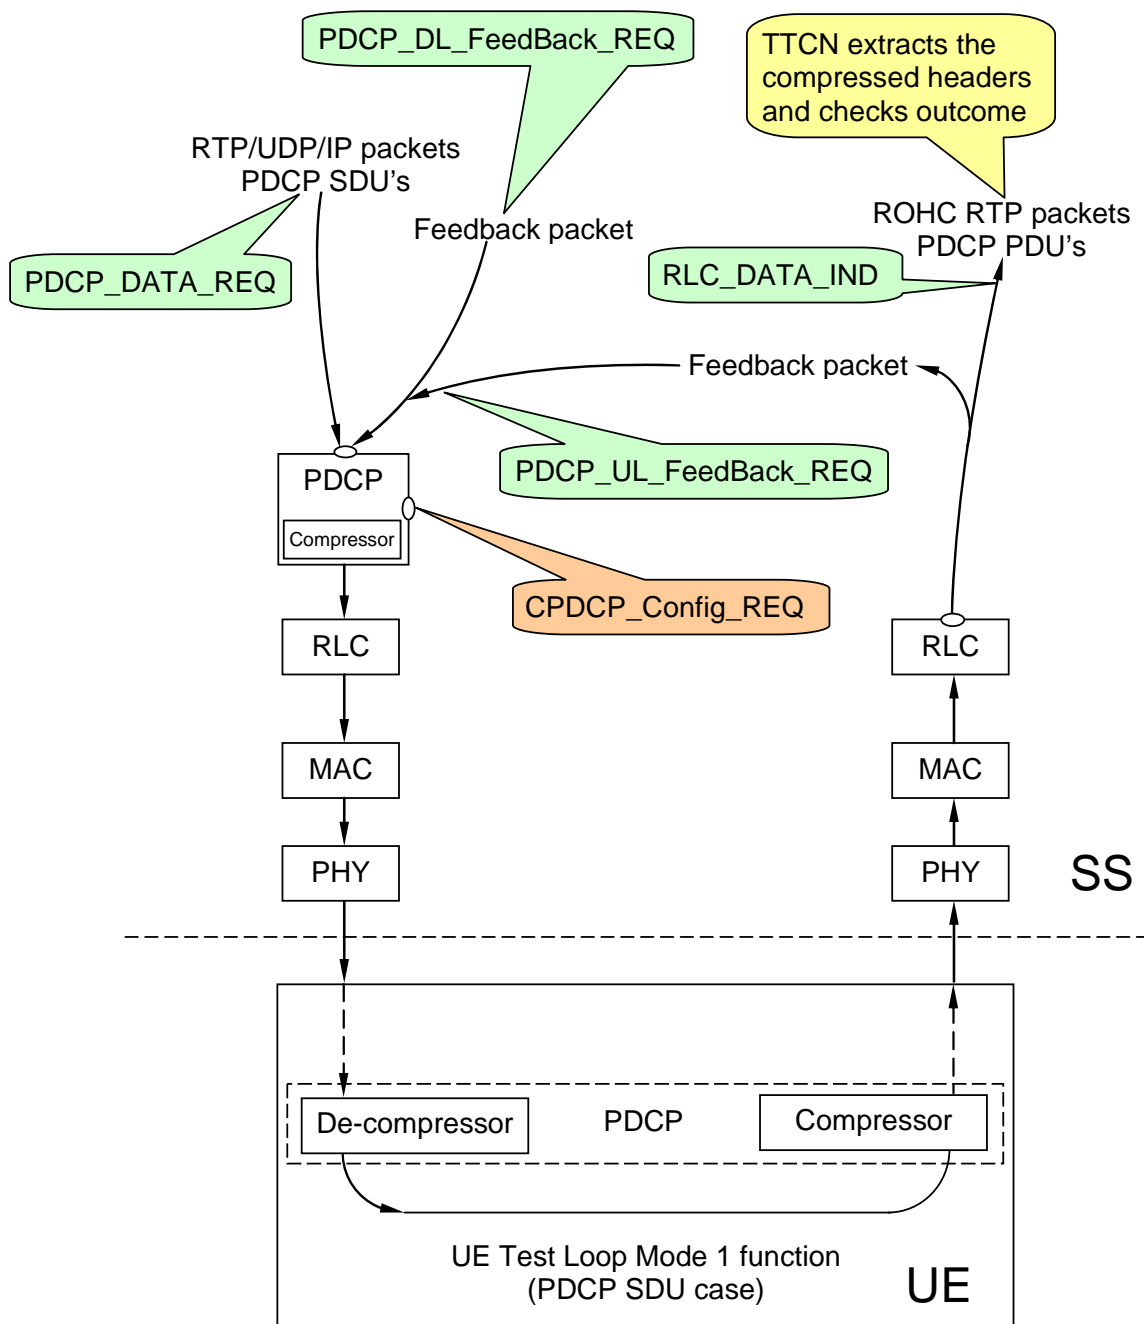 PDCP_DL_FeedBack_REQ
TTCN extracts the
compressed headers
and checks outcome
RTP/UDP/IP packets
PDCP SDU's
Feedback packet
ROHC RTP packets
PDCP PDU's
PDCP_DATA_REQ
RLC_DATA_IND
Feedback packet
PDCP
PDCP_UL_FeedBack_REQ
Compressor
CPDCP_Config_REQ
RLC
RLC
MAC
MAC
PHY
PHY
SS
De-compressor
PDCP
Compressor
UE Test Loop Mode 1 function
(PDCP SDU case)
UE